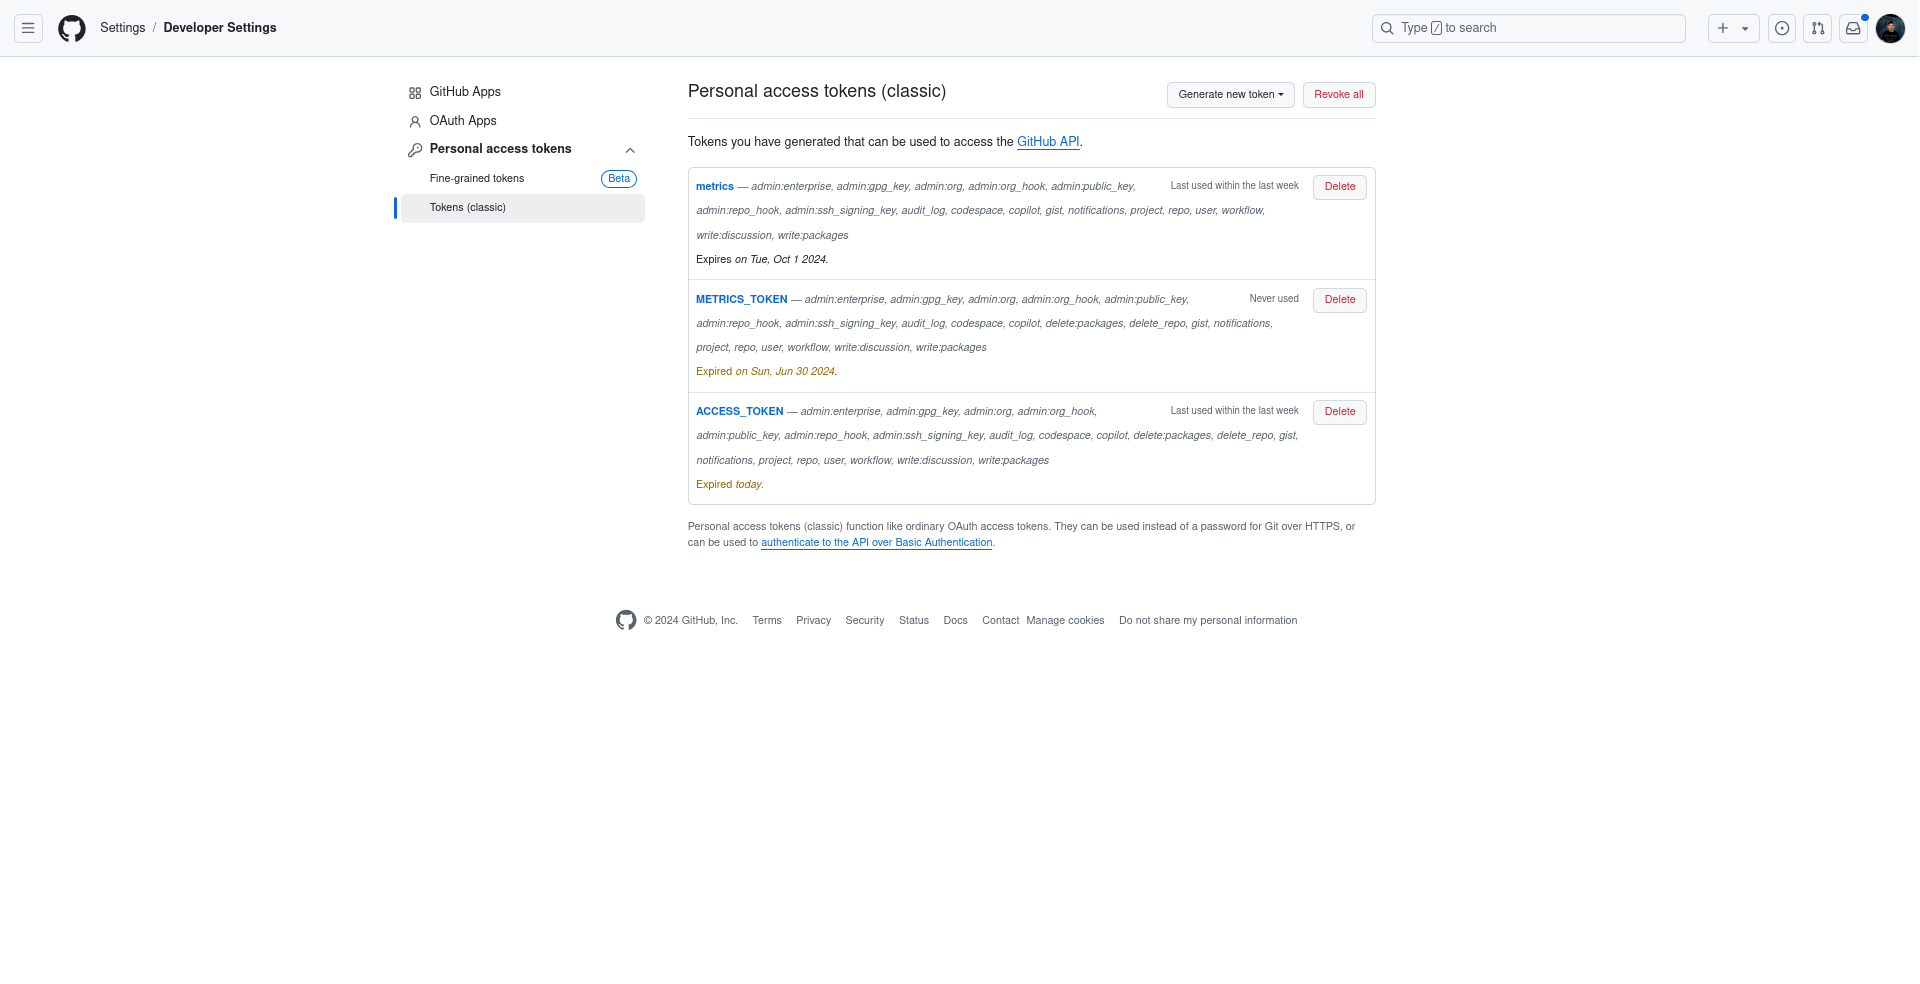 Settings / Developer Settings
Type / to search
GitHub Apps
OAuth Apps
Personal access tokens
Fine-grained tokens Beta
Tokens (classic)
Personal access tokens (classic)
Generate new token
Revoke all
Tokens you have generated that can be used to access the GitHub API.
metrics — admin:enterprise, admin:gpg_key, admin:org, admin:org_hook, admin:public_key, Last used within the last week Delete
admin:repo_hook, admin:ssh_signing_key, audit_log, codespace, copilot, gist, notifications, project, repo, user, workflow,
write:discussion, write:packages
Expires on Tue, Oct 1 2024.
METRICS_TOKEN — admin:enterprise, admin:gpg_key, admin:org, admin:org_hook, admin:public_key, Never used Delete
admin:repo_hook, admin:ssh_signing_key, audit_log, codespace, copilot, delete:packages, delete_repo, gist, notifications,
project, repo, user, workflow, write:discussion, write:packages
Expired on Sun, Jun 30 2024.
ACCESS_TOKEN — admin:enterprise, admin:gpg_key, admin:org, admin:org_hook, Last used within the last week Delete
admin:public_key, admin:repo_hook, admin:ssh_signing_key, audit_log, codespace, copilot, delete:packages, delete_repo, gist,
notifications, project, repo, user, workflow, write:discussion, write:packages
Expired today.
Personal access tokens (classic) function like ordinary OAuth access tokens. They can be used instead of a password for Git over HTTPS, or
can be used to authenticate to the API over Basic Authentication.
© 2024 GitHub, Inc. Terms Privacy Security Status Docs Contact Manage cookies Do not share my personal information